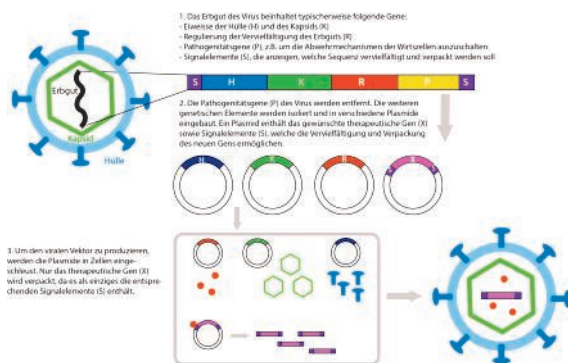 1. Das Erbgut des Virus beinhaltet typischerweise folgende Gene:
- Eiweisse der Hülle (H) und des Kapsids (K)
- Regulierung der Vervielfältigung des Erbguts (R)
- Pathogenitätsgene (P), z.B. um die Abwehrmechanismen der Wirtszellen auszuschalten
- Signalelemente (S), die anzeigen, welche Sequenz vervielfältigt und verpackt werden soll
Erbgut
Kapsid
Hülle
S H K R P S
2. Die Pathogenitätsgene (P) des Virus werden entfernt. Die weiteren
genetischen Elemente werden isoliert und in verschiedene Plasmide
eingebaut. Ein Plasmid enthält das gewünschte therapeutische Gen (X)
sowie Signalelemente (S), welche die Vervielfältigung und Verpackung
des neuen Gens ermöglichen.
H K R S X S
3. Um den viralen Vektor zu produzieren,
werden die Plasmide in Zellen einge-
schleust. Nur das therapeutische Gen (X)
wird verpackt, da es als einziges die entspre-
chenden Signalelemente (S) enthält.